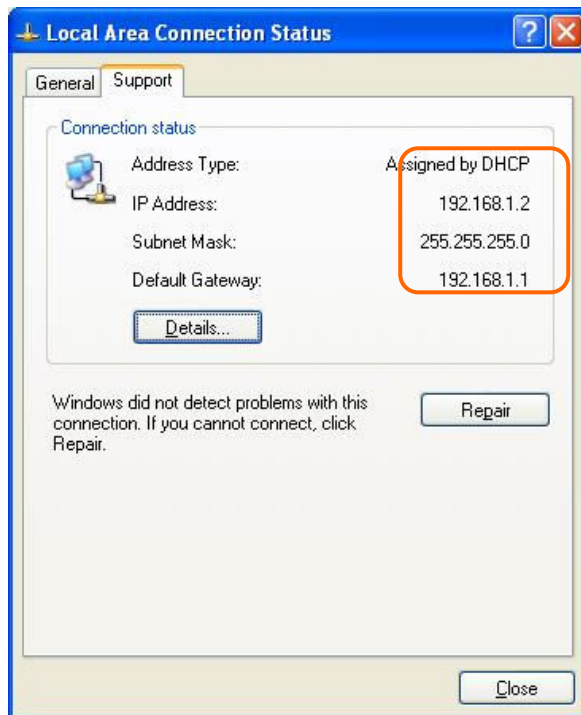 Local Area Connection Status
?
General
Support
Connection status
Address Type: Assigned by DHCP
IP Address: 192.168.1.2
Subnet Mask: 255.255.255.0
Default Gateway: 192.168.1.1
Details...
Windows did not detect problems with this
connection. If you cannot connect, click
Repair.
Repair
Close